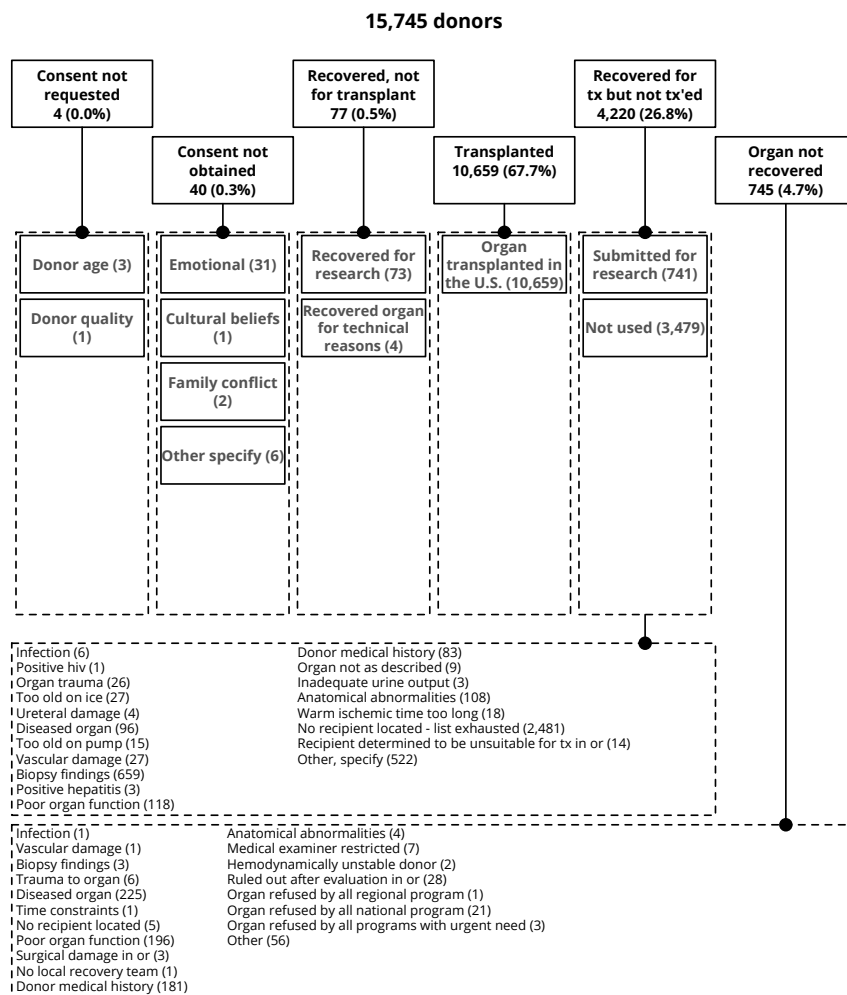 15,745 donors
Consent not
requested
4 (0.0%)
Recovered, not
for transplant
77 (0.5%)
Recovered for
tx but not tx'ed
4,220 (26.8%)
Consent not
obtained
40 (0.3%)
Transplanted
10,659 (67.7%)
Organ not
recovered
745 (4.7%)
Donor age (3)
Donor quality
(1)
Emotional (31)
Cultural beliefs
(1)
Family conflict
(2)
Other specify (6)
Recovered for
research (73)
Recovered organ
for technical
reasons (4)
Organ
transplanted in
the U.S. (10,659)
Submitted for
research (741)
Not used (3,479)
Infection (6)
Positive hiv (1)
Organ trauma (26)
Too old on ice (27)
Ureteral damage (4)
Diseased organ (96)
Too old on pump (15)
Vascular damage (27)
Biopsy findings (659)
Positive hepatitis (3)
Poor organ function (118)
Donor medical history (83)
Organ not as described (9)
Inadequate urine output (3)
Anatomical abnormalities (108)
Warm ischemic time too long (18)
No recipient located - list exhausted (2,481)
Recipient determined to be unsuitable for tx in or (14)
Other, specify (522)
Infection (1)
Vascular damage (1)
Biopsy findings (3)
Trauma to organ (6)
Diseased organ (225)
Time constraints (1)
No recipient located (5)
Poor organ function (196)
Surgical damage in or (3)
No local recovery team (1)
Donor medical history (181)
Anatomical abnormalities (4)
Medical examiner restricted (7)
Hemodynamically unstable donor (2)
Ruled out after evaluation in or (28)
Organ refused by all regional program (1)
Organ refused by all national program (21)
Organ refused by all programs with urgent need (3)
Other (56)